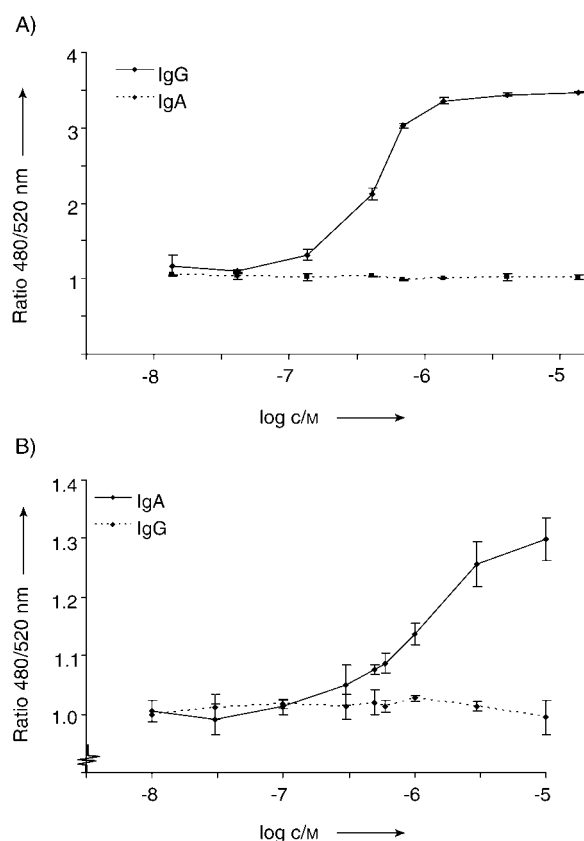 A)
4
3
2
1
IgG
IgA
Ratio 480/520 nm
-8
-7
-6
-5
log c/M
B)
1.4
1.3
1.2
1.1
1.0
IgA
IgG
Ratio 480/520 nm
-8
-7
-6
-5
log c/M